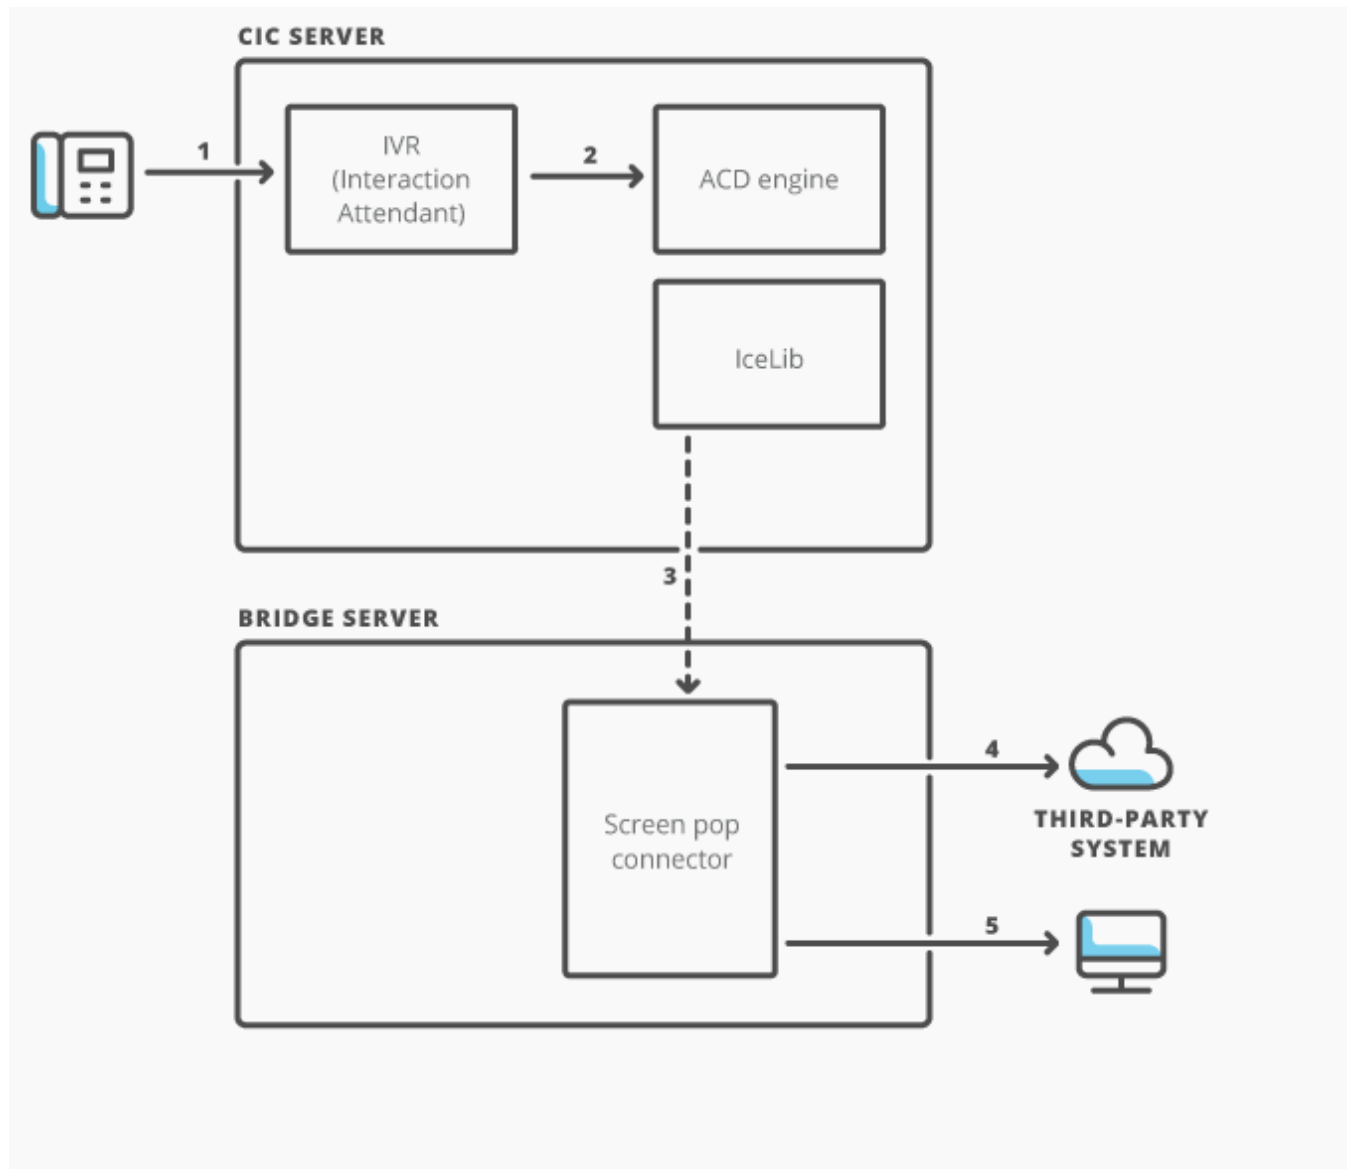 CIC SERVER
1
IVR
(Interaction
Attendant)
2
ACD engine
IceLib
3
BRIDGE SERVER
Screen pop
connector
4
THIRD-PARTY
SYSTEM
5